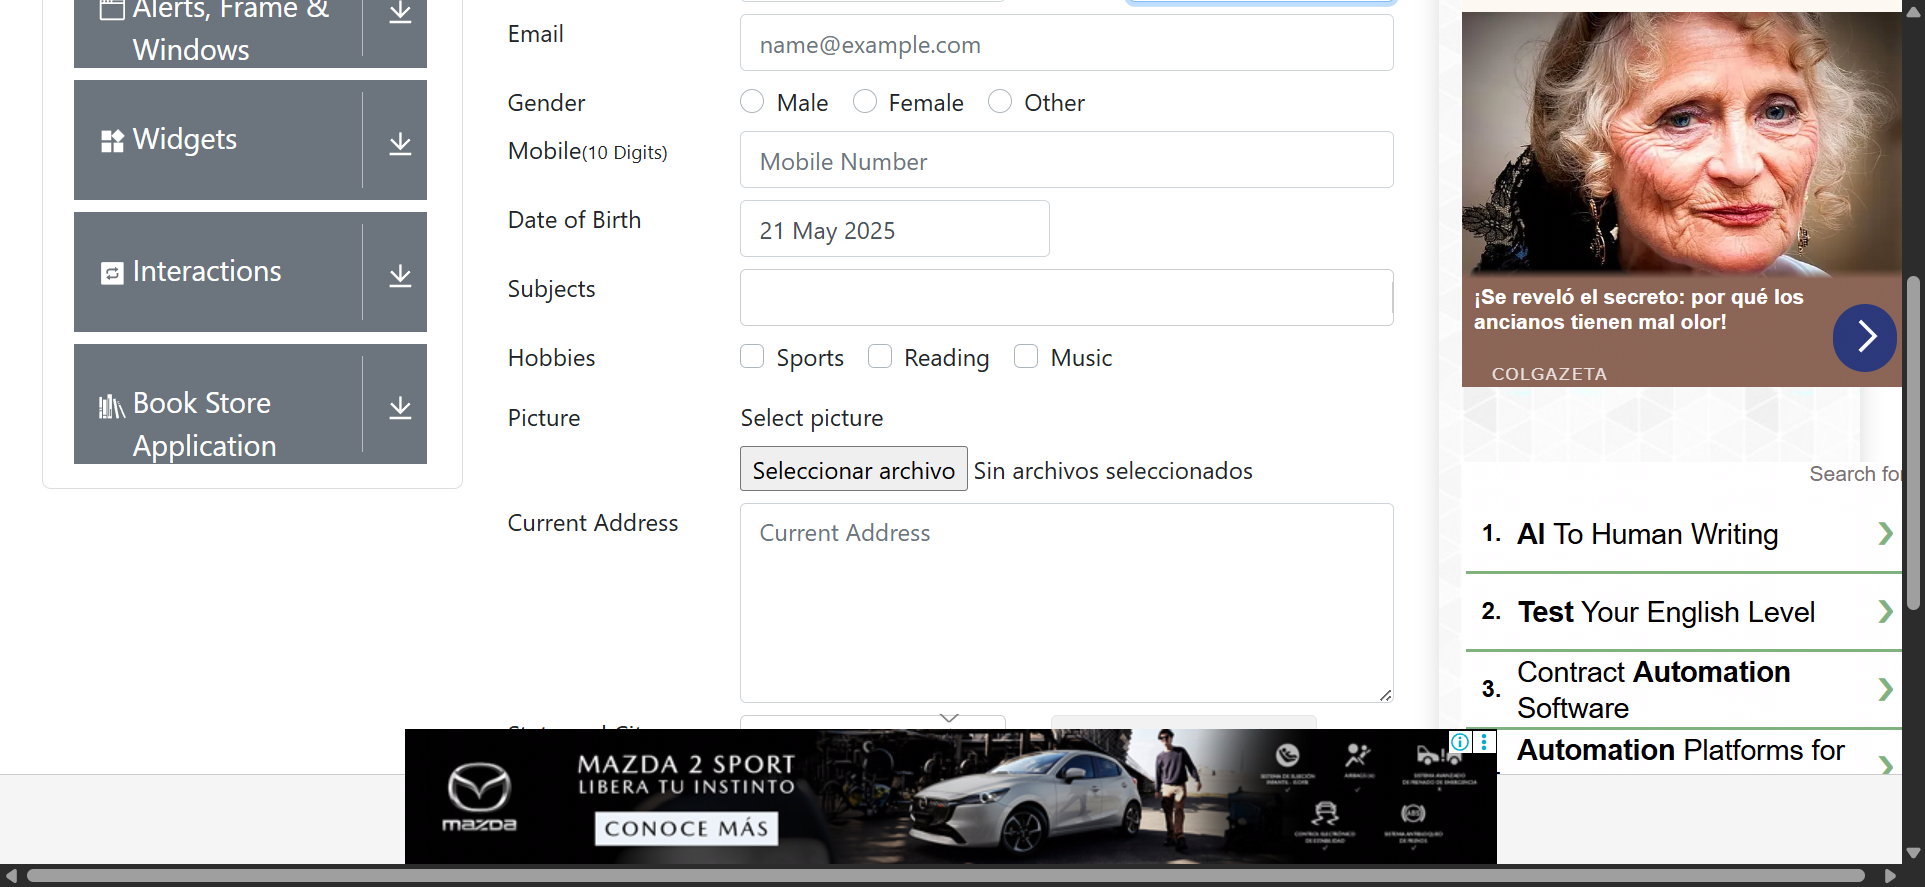 Alerts, Frame &
Windows
Widgets
Interactions
Book Store
Application
Email
name@example.com
Gender
Male
Female
Other
Mobile(10 Digits)
Mobile Number
Date of Birth
21 May 2025
Subjects
Hobbies
Sports
Reading
Music
Picture
Select picture
Seleccionar archivo
Sin archivos seleccionados
Current Address
Current Address
¡Se reveló el secreto: por qué los
ancianos tienen mal olor!
COLGAZETA
Search for
1. AI To Human Writing
2. Test Your English Level
3. Contract Automation
Software
Automation Platforms for
mazda
MAZDA 2 SPORT
LIBERA TU INSTINTO
CONOCE MÁS
ABS